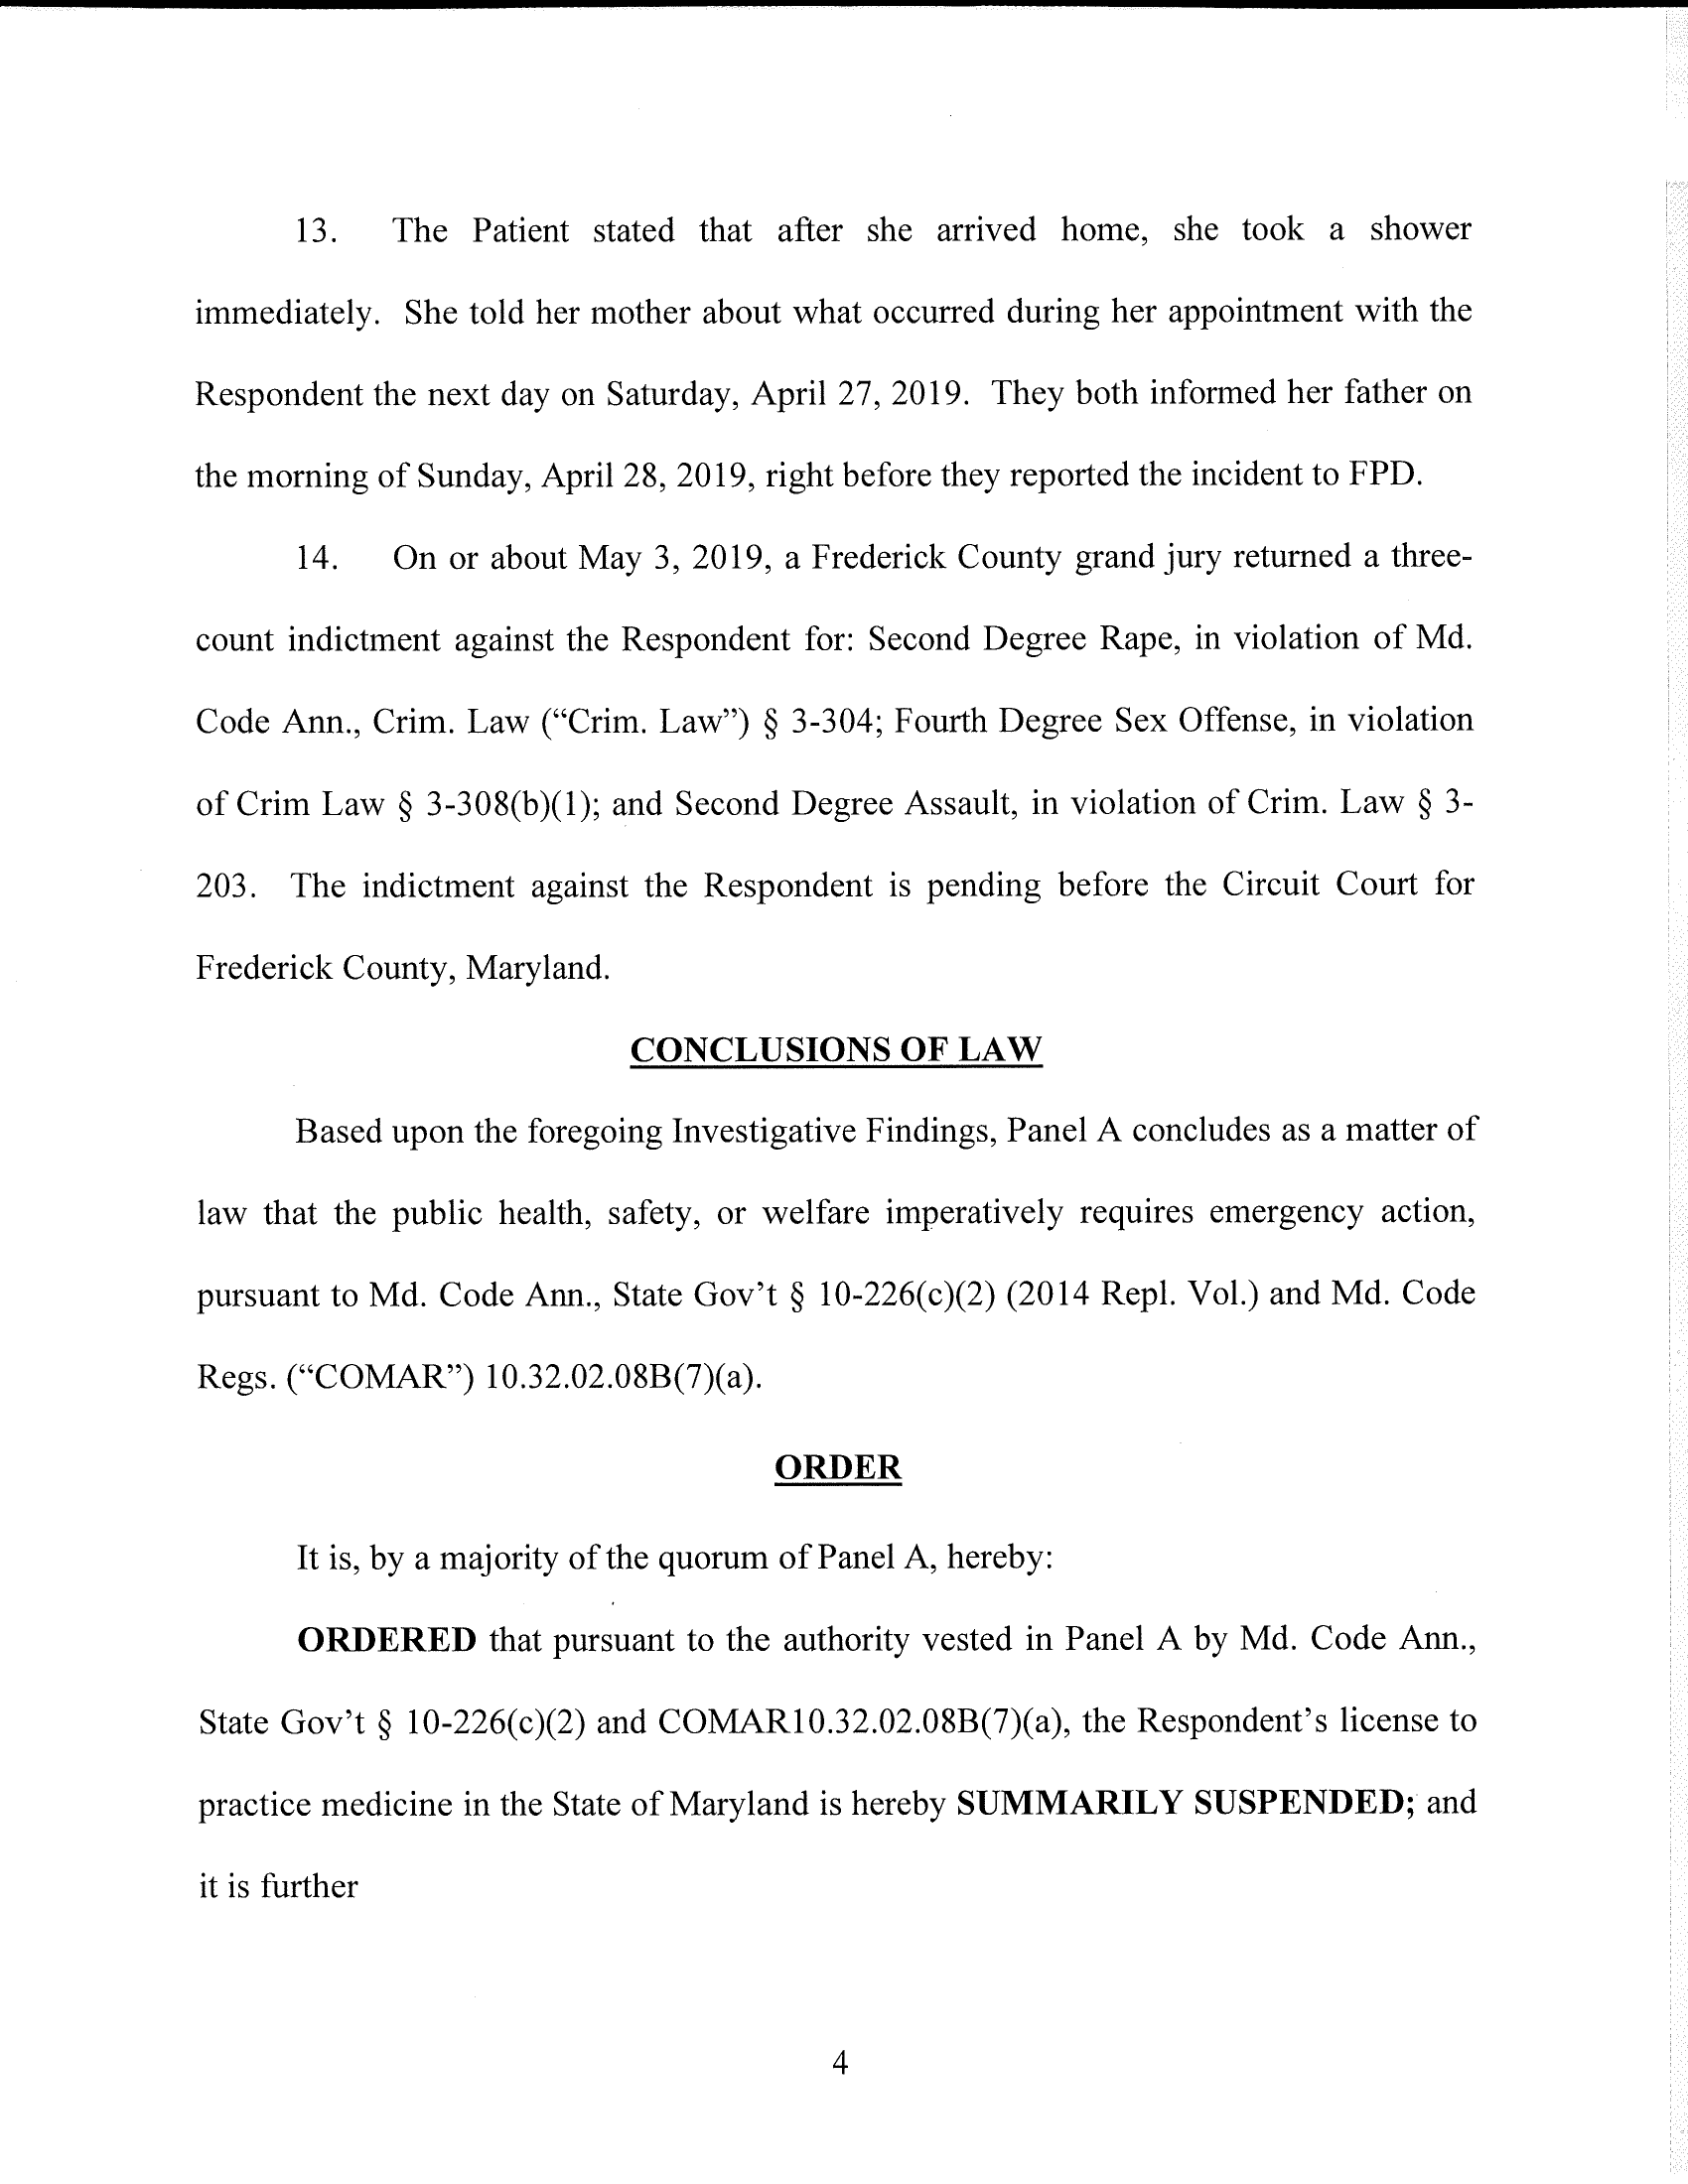 13. The Patient stated that after she arrived home, she took a shower
immediately. She told her mother about what occurred during her appointment with the
Respondent the next day on Saturday, April 27, 2019. They both informed her father on
the morning of Sunday, April 28, 2019, right before they reported the incident to FPD.
14. On or about May 3, 2019, a Frederick County grand jury returned a three-
count indictment against the Respondent for: Second Degree Rape, in violation of Md.
Code Ann., Crim. Law (“Crim. Law”) § 3-304; Fourth Degree Sex Offense, in violation
of Crim Law § 3-308(b)(1); and Second Degree Assault, in violation of Crim. Law § 3-
203. The indictment against the Respondent is pending before the Circuit Court for
Frederick County, Maryland.
CONCLUSIONS OF LAW
Based upon the foregoing Investigative Findings, Panel A concludes as a matter of
law that the public health, safety, or welfare imperatively requires emergency action,
pursuant to Md. Code Ann., State Gov’t § 10-226(c)(2) (2014 Repl. Vol.) and Md. Code
Regs. (“COMAR”) 10.32.02.08B(7)(a).
ORDER
It is, by a majority of the quorum of Panel A, hereby:
ORDERED that pursuant to the authority vested in Panel A by Md. Code Ann.,
State Gov’t § 10-226(c)(2) and COMAR10.32.02.08B(7)(a), the Respondent’s license to
practice medicine in the State of Maryland is hereby SUMMARILY SUSPENDED; and
it is further
4